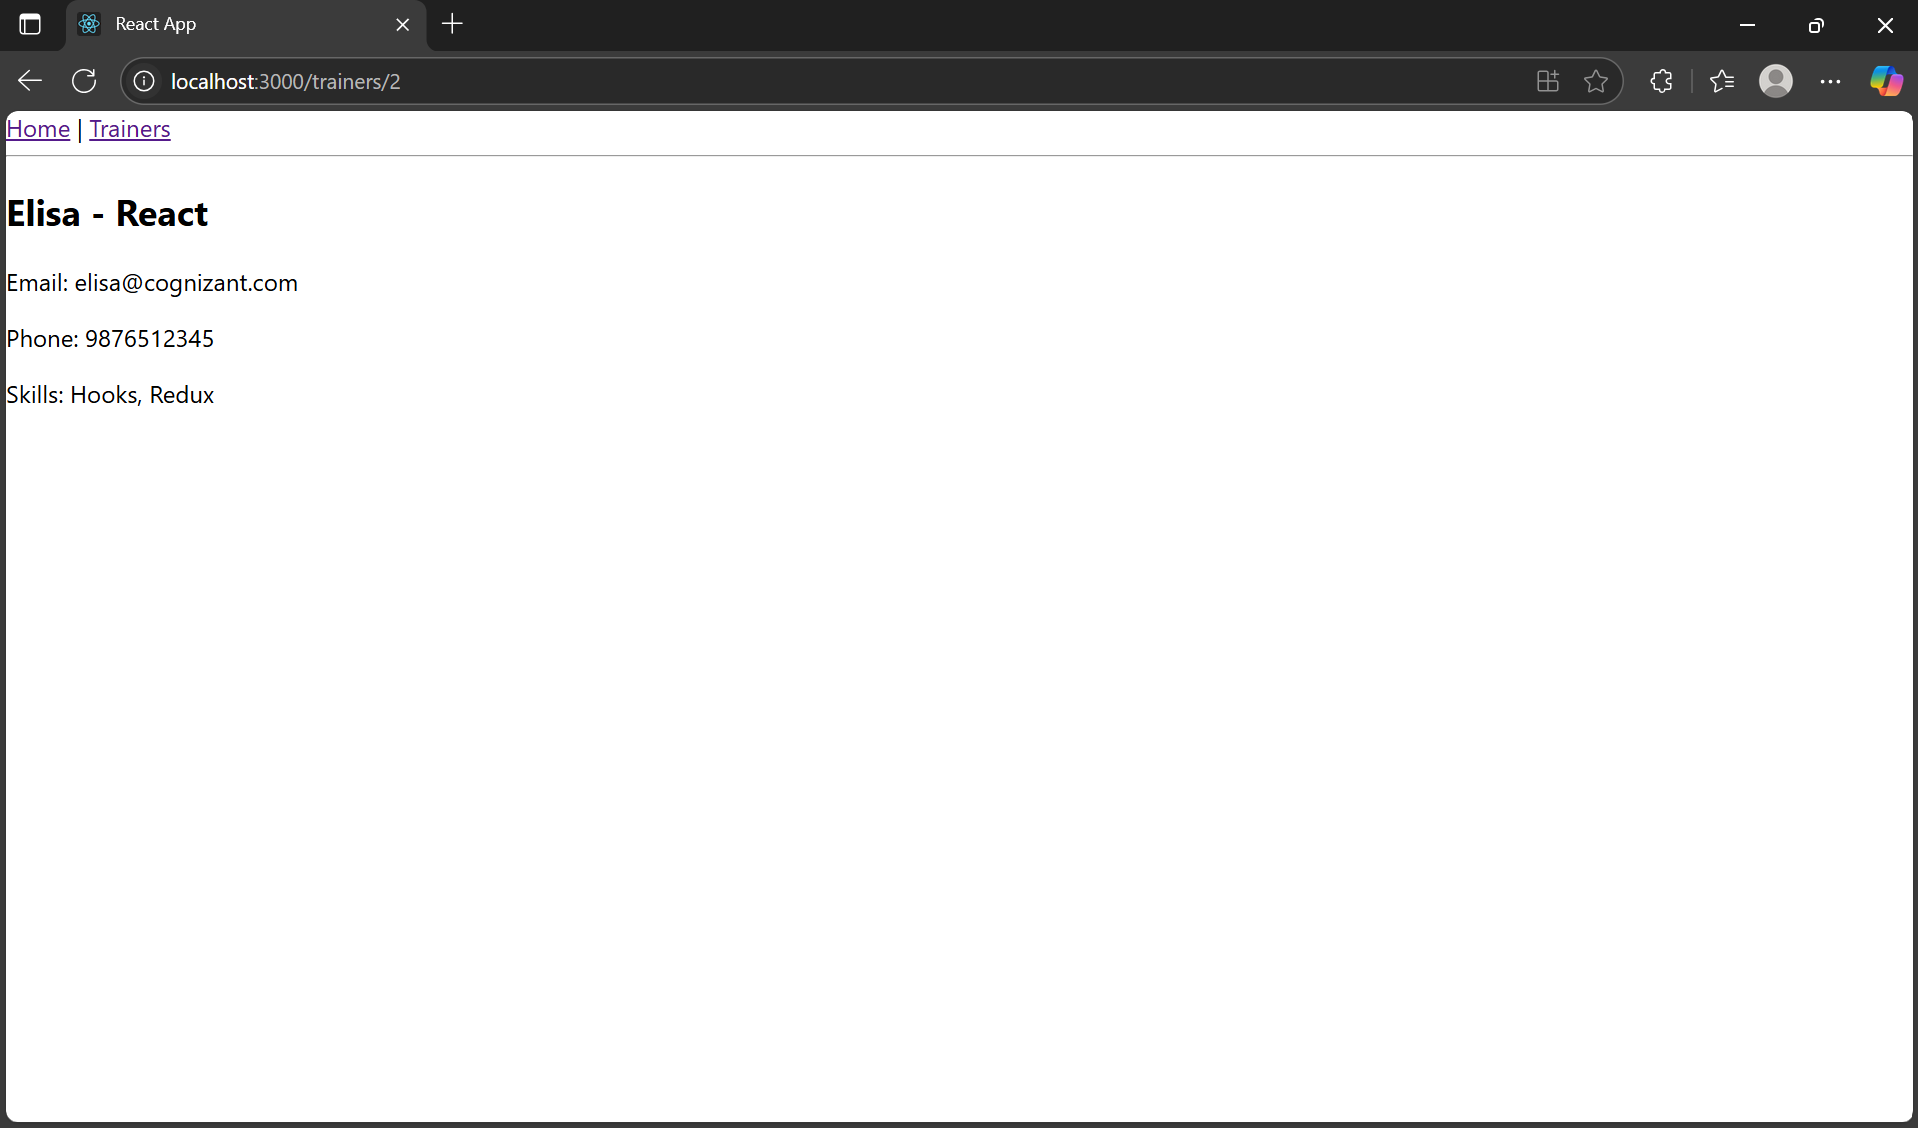 React App
localhost:3000/trainers/2
Home | Trainers
Elisa - React
Email: elisa@cognizant.com
Phone: 9876512345
Skills: Hooks, Redux